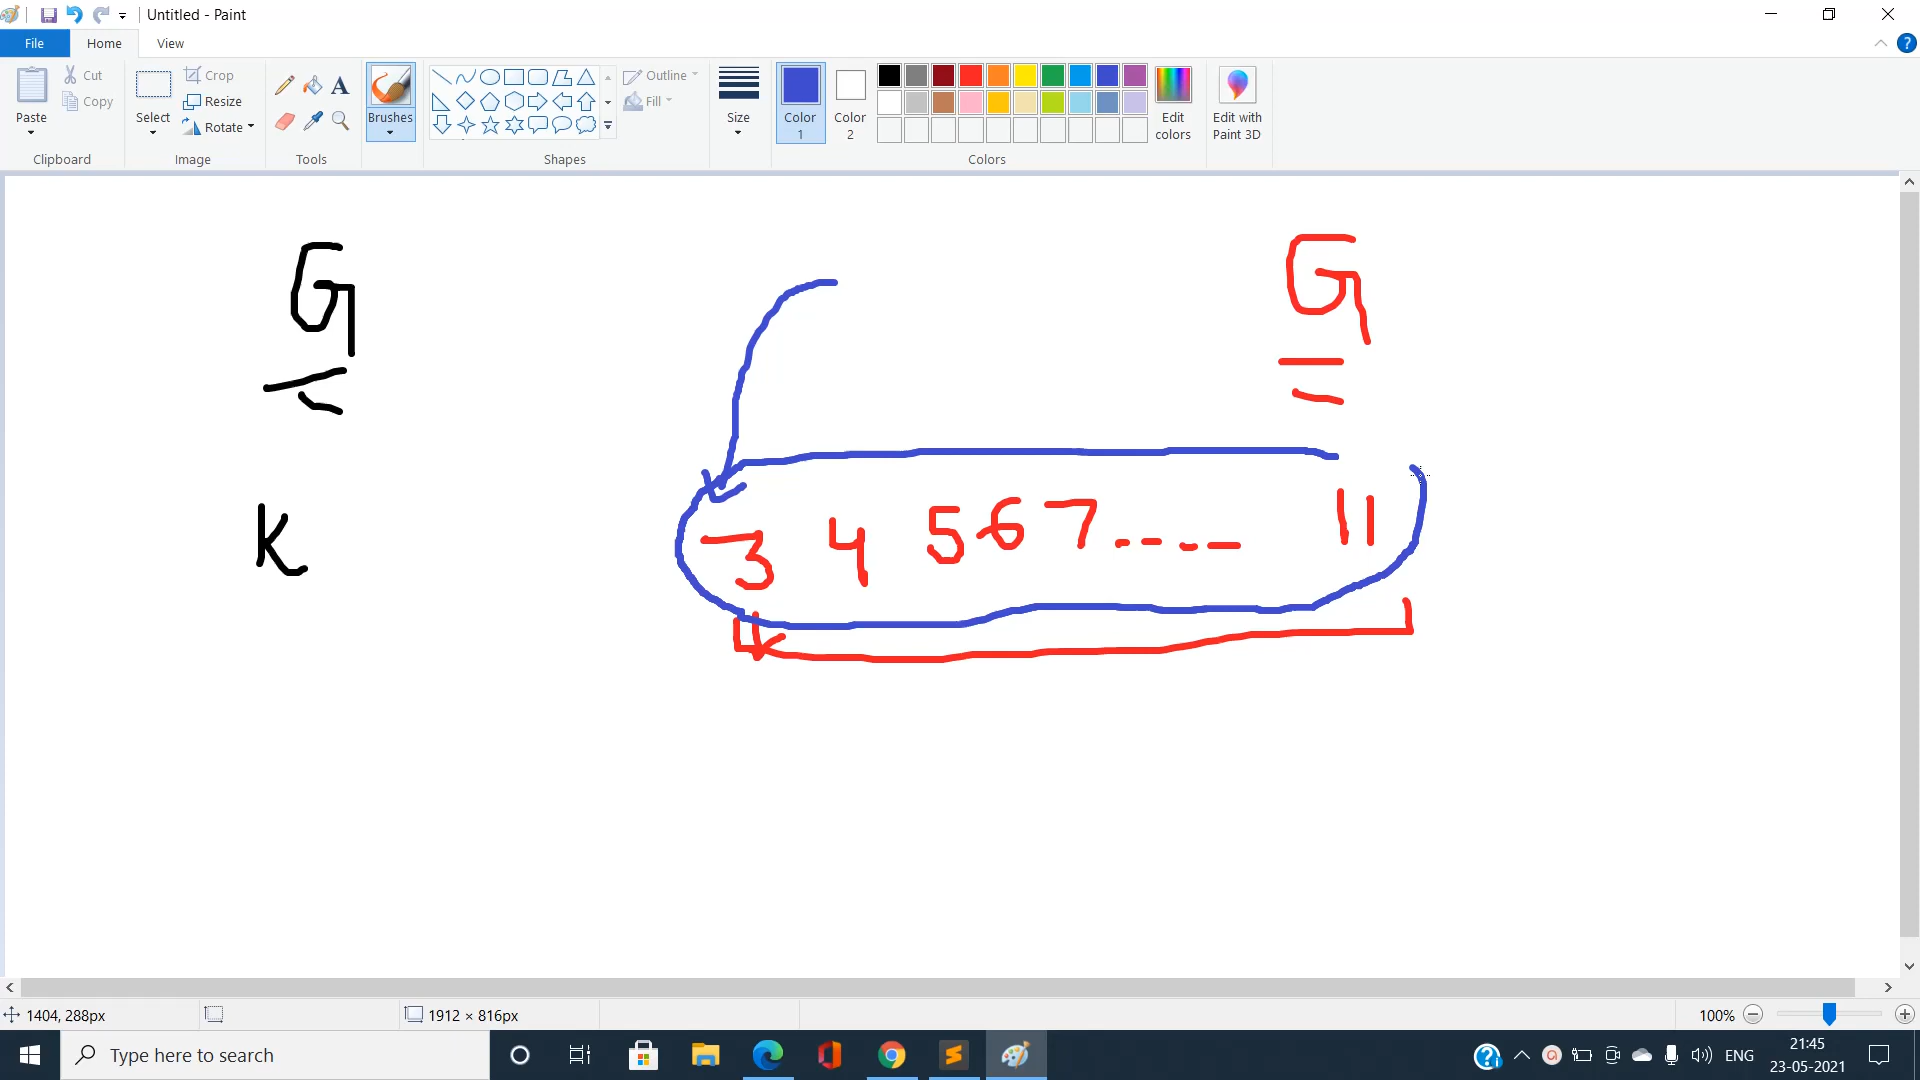 Untitled - Paint
File Home View
Paste
Cut
Copy
Clipboard
Select
Crop
Resize
Rotate
Image
Tools
Brushes
Shapes
Outline
Fill
Size
Color 1
Color 2
Colors
Edit colors
Edit with Paint 3D
G G
K
3 4 5 6 7 .... 11
1404, 288px
1912 × 816px
100%
Type here to search
ENG
21:45
23-05-2021